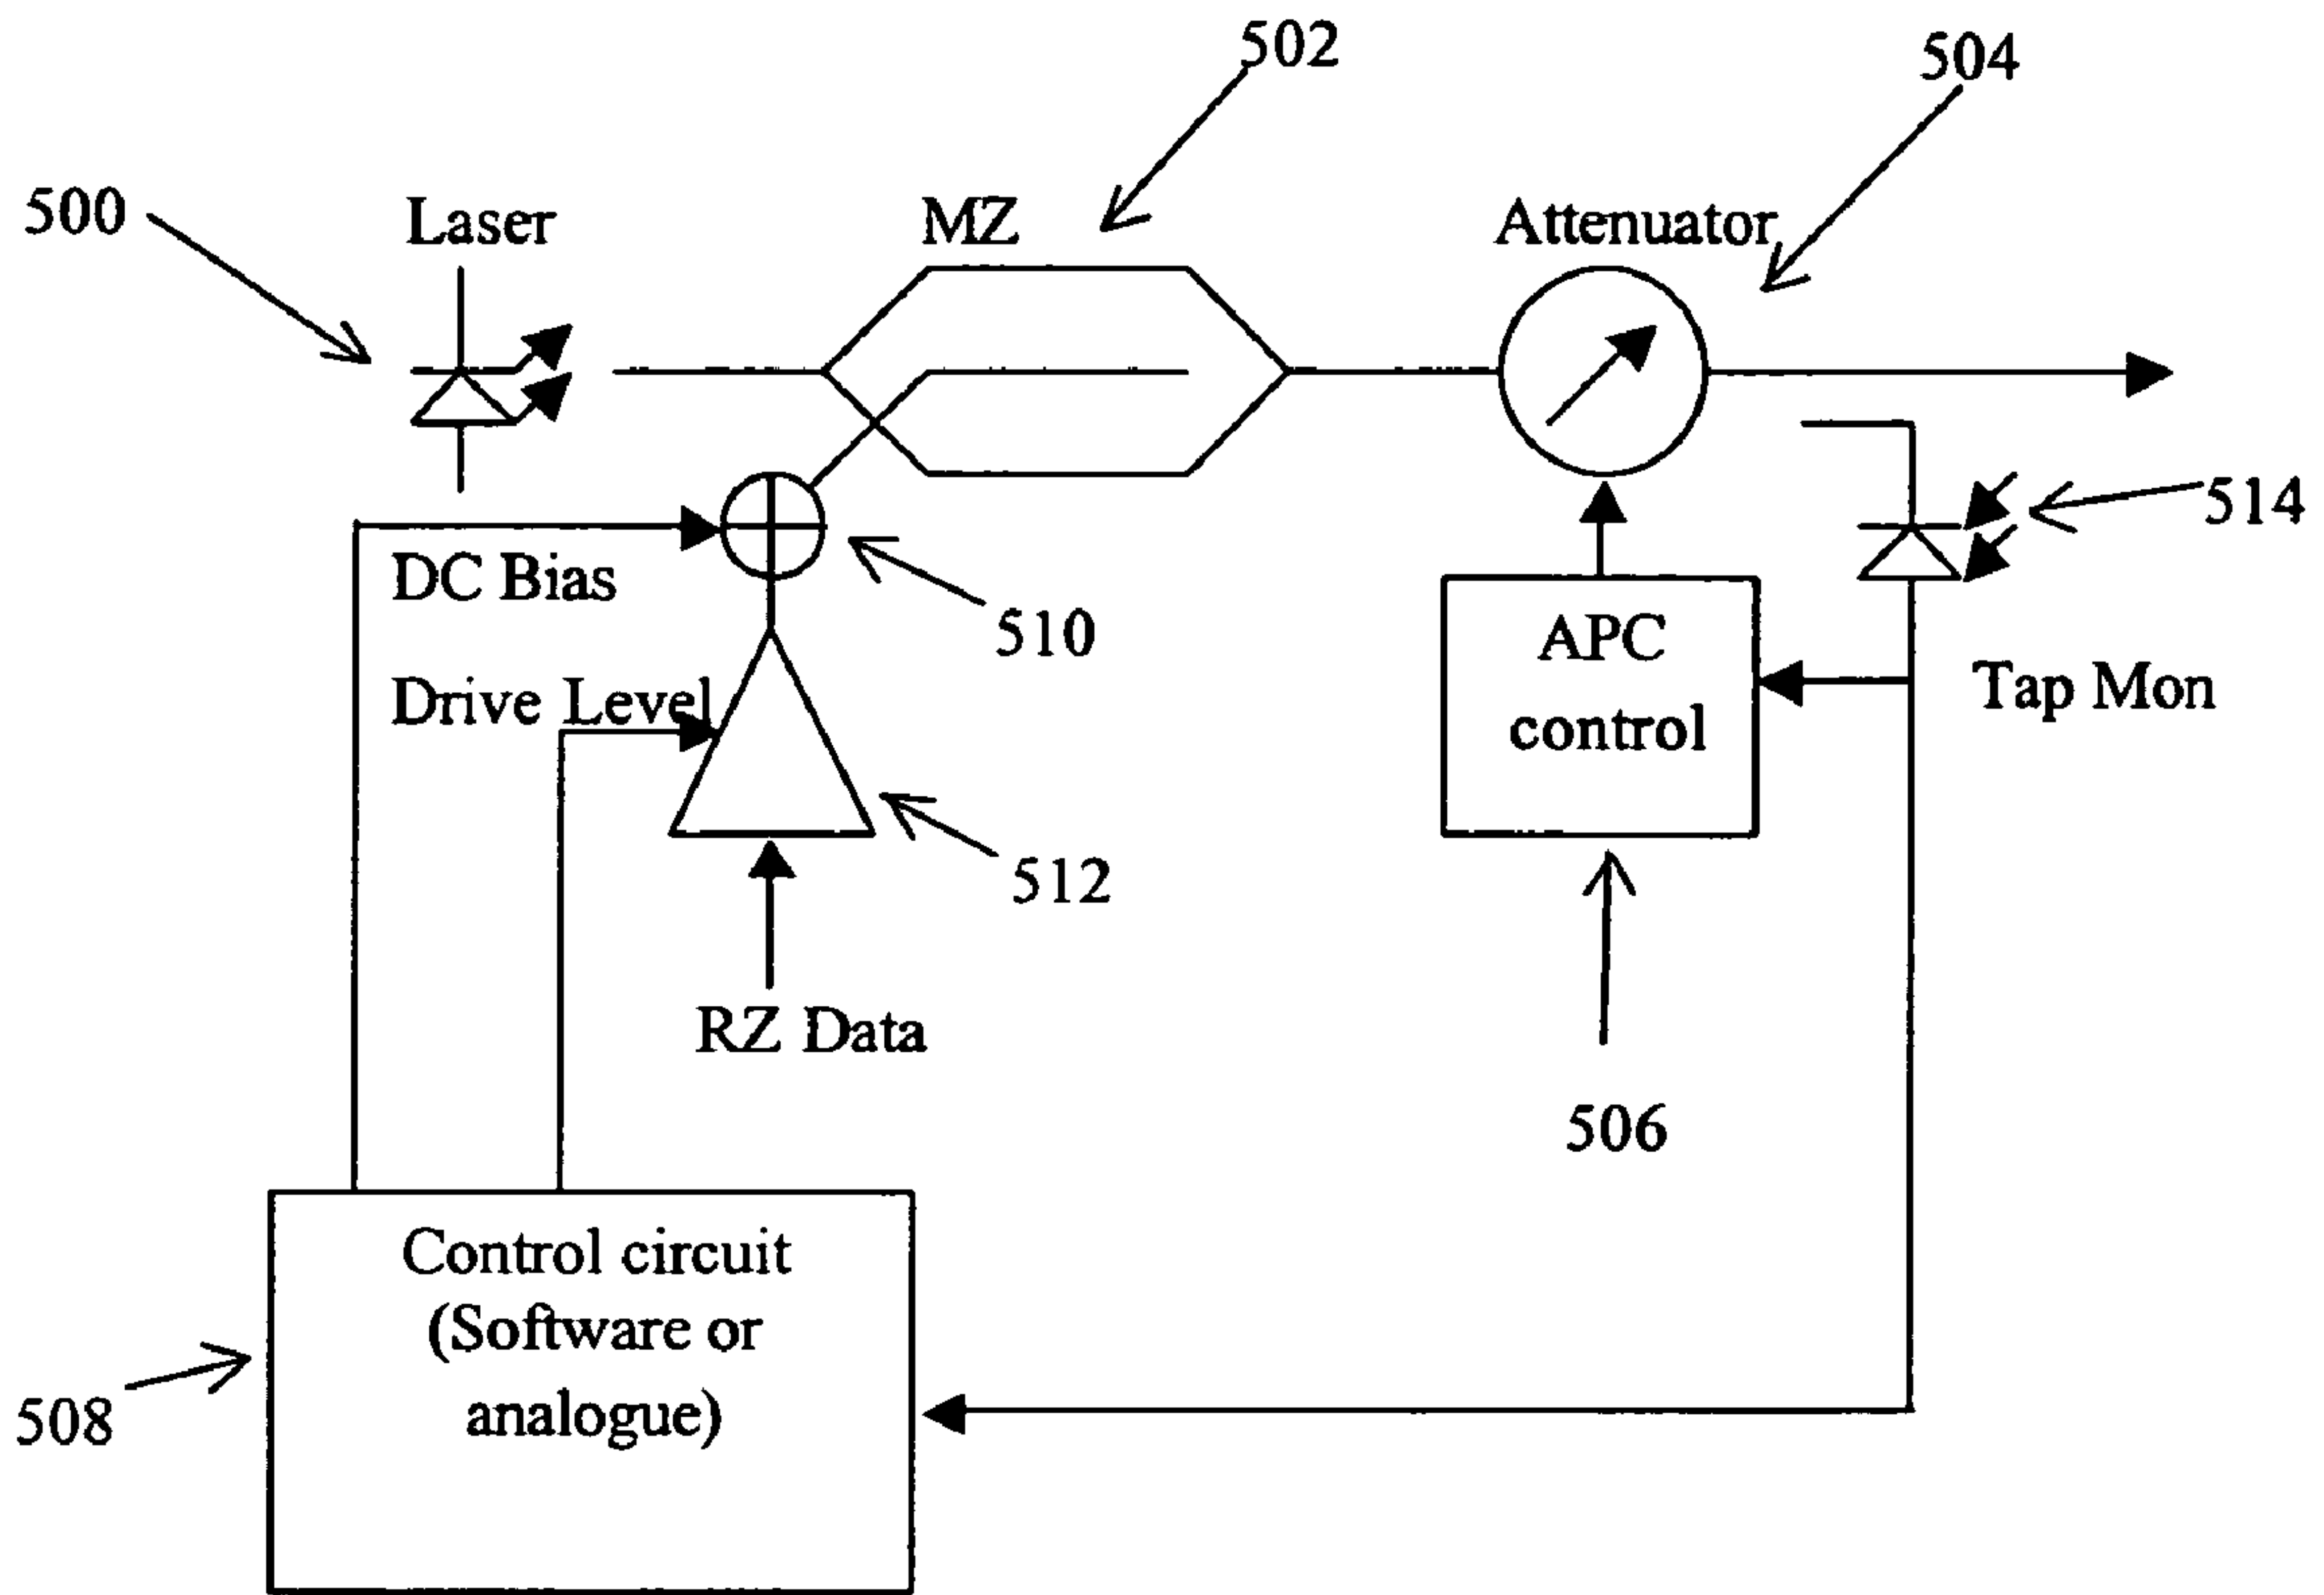 502
504
500
Laser
MZ
Attenuator
514
DC Bias
510
APC
control
Drive Level
Tap Mon
512
RZ Data
506
Control circuit
(Software or
analogue)
508